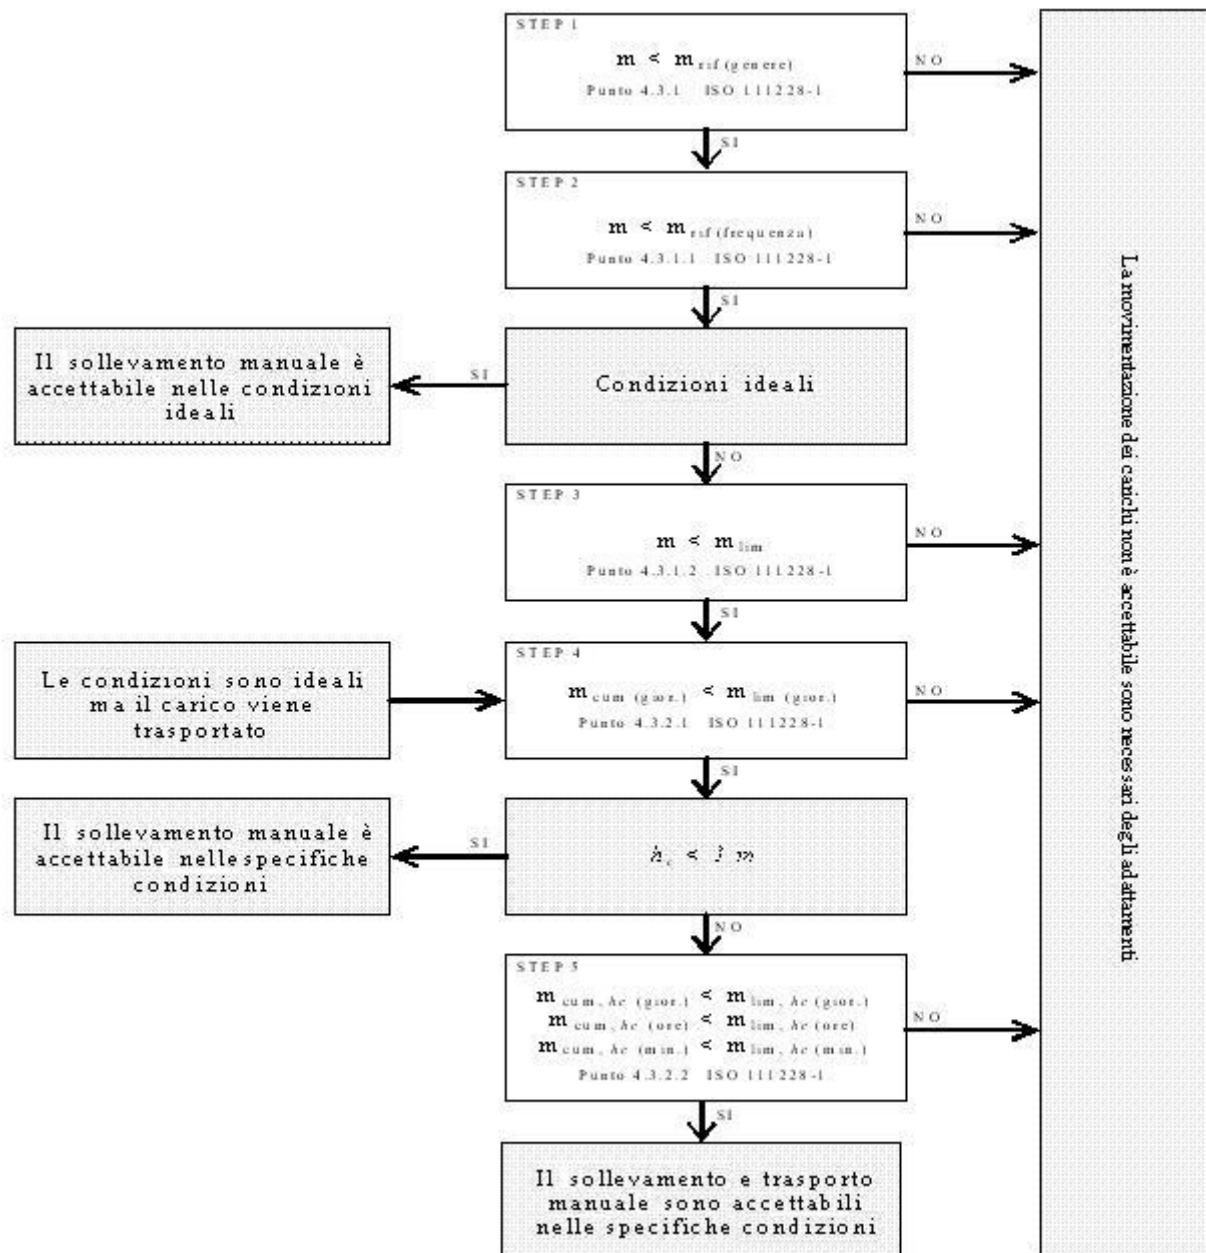 STEP 1
m < m rif (genere)
Punto 4.3.1 ISO 111228-1
NO
SI
STEP 2
m < m rif (frequenza)
Punto 4.3.1.1 ISO 111228-1
NO
SI
Il sollevamento manuale è
accettabile nelle condizioni
ideali
SI
Condizioni ideali
NO
STEP 3
m < m lim
Punto 4.3.1.2 ISO 111228-1
NO
SI
Le condizioni sono ideali
ma il carico viene
trasportato
STEP 4
m cum (gior.) < m lim (gior.)
Punto 4.3.2.1 ISO 111228-1
NO
SI
Il sollevamento manuale è
accettabile nelle specifiche
condizioni
SI
h c < 1 m
NO
STEP 5
m cum, hc (gior.) < m lim, hc (gior.)
m cum, hc (ore) < m lim, hc (ore)
m cum, hc (min.) < m lim, hc (min.)
Punto 4.3.2.2 ISO 111228-1
NO
SI
Il sollevamento e trasporto
manuale sono accettabili
nelle specifiche condizioni
La movimentazione dei carichi non è accettabile sono necessari degli adattamenti